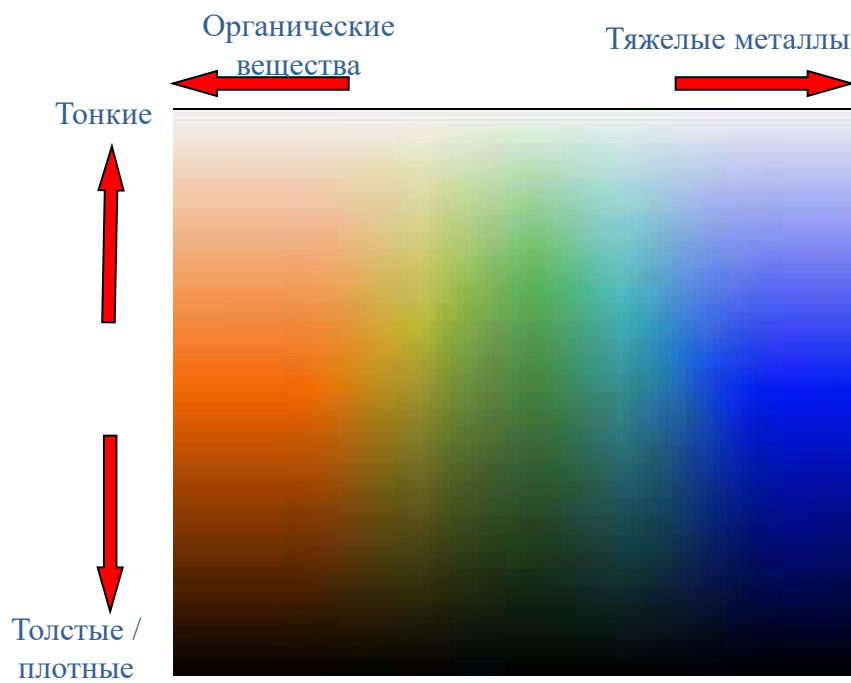 Органические
вещества
Тяжелые металлы
Тонкие
Толстые /
плотные